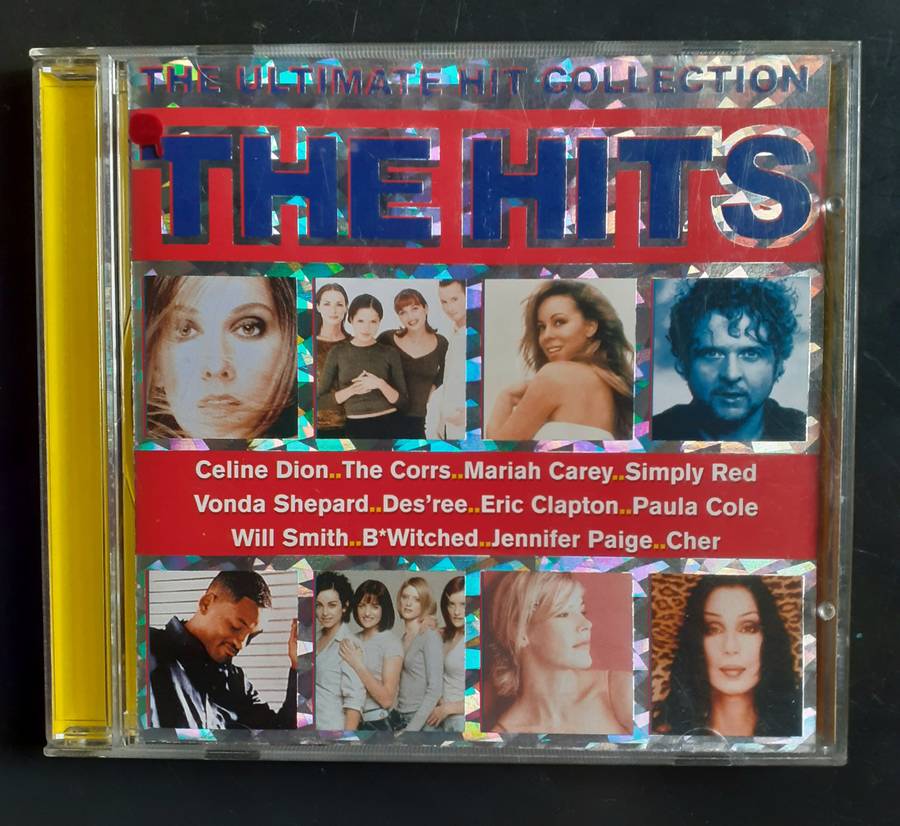 THE ULTIMATE HIT COLLECTION
THE HITS
Celine Dion..The Corrs..Mariah Carey..Simply Red
Vonda Shepard..Des'ree..Eric Clapton..Paula Cole
Will Smith..B*Witched..Jennifer Paige..Cher